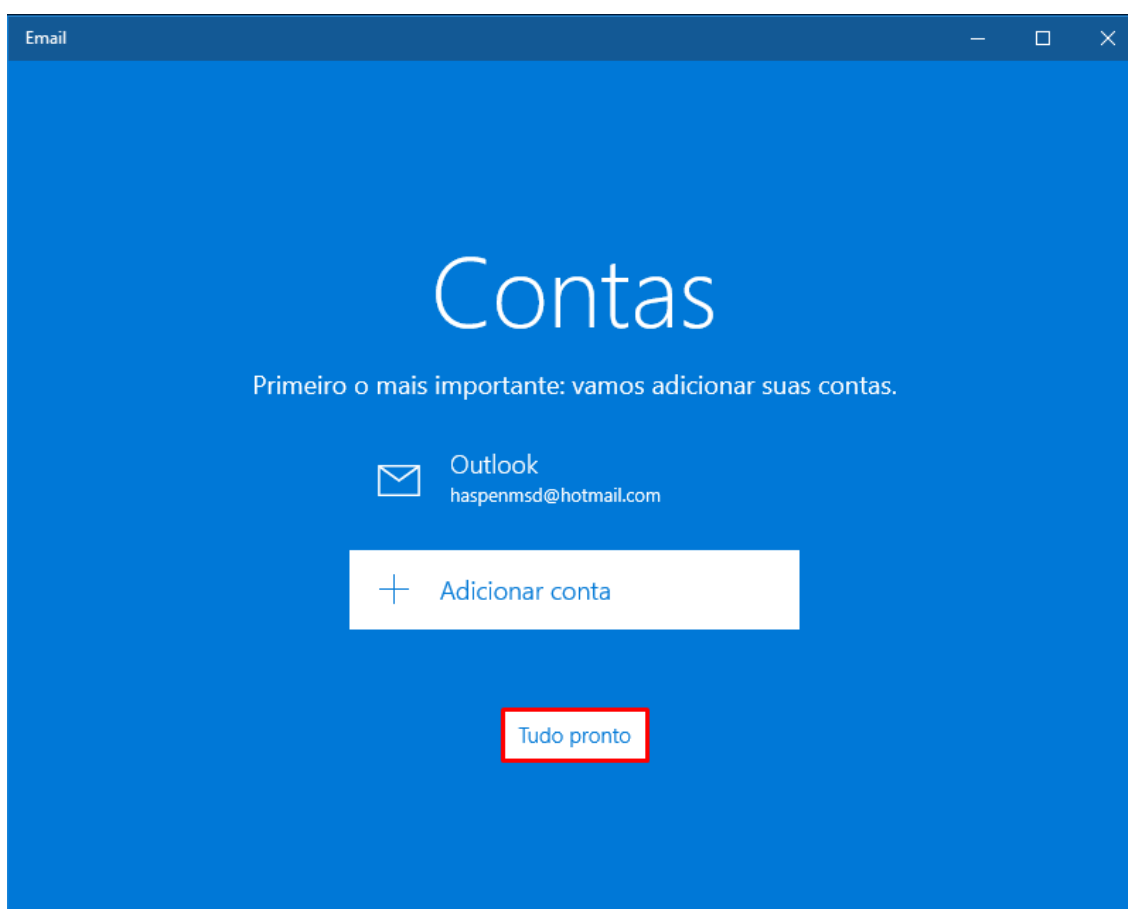 Email
Contas
Primeiro o mais importante: vamos adicionar suas contas.
Outlook
haspenmsd@hotmail.com
Adicionar conta
Tudo pronto